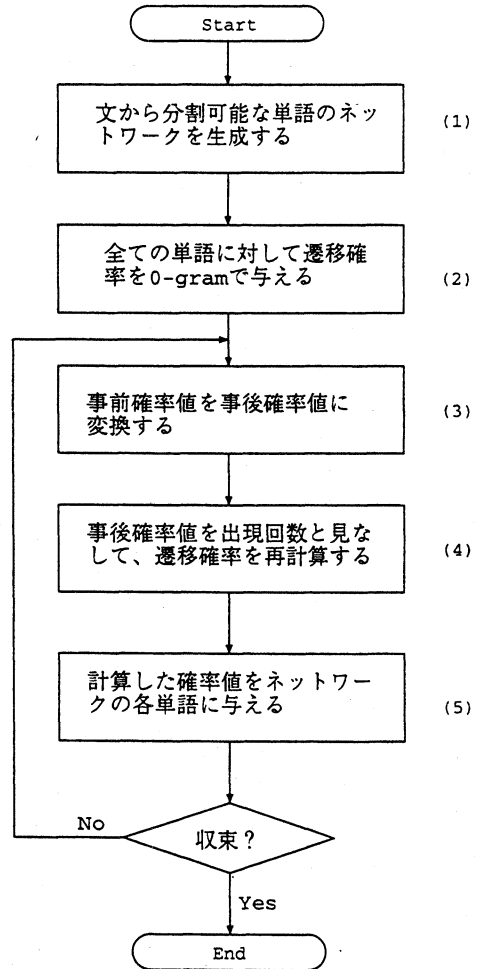 Start
文から分割可能な単語のネッ
トワークを生成する
(1)
全ての単語に対して遷移確
率を0-gramで与える
(2)
事前確率値を事後確率値に
変換する
(3)
事後確率値を出現回数と見な
して、遷移確率を再計算する
(4)
計算した確率値をネットワー
クの各単語に与える
(5)
No
収束？
Yes
End